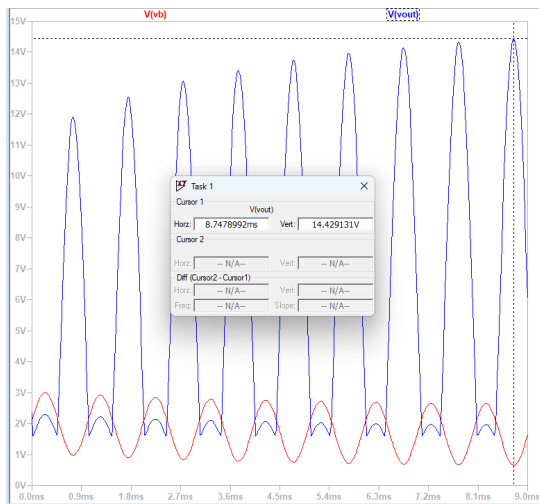 V(vb) V(vout)
15V
14V
13V
12V
11V
10V
9V
8V
7V
6V
5V
4V
3V
2V
1V
0V
Task 1
Cursor 1
V(vout)
Horz: 8.7478992ms Vert: 14.429131V
Cursor 2
Horz: -- N/A-- Vert: -- N/A--
Diff (Cursor2 - Cursor1)
Horz: -- N/A-- Vert: -- N/A--
Freq: -- N/A-- Slope: -- N/A--
0.0ms 0.9ms 1.8ms 2.7ms 3.6ms 4.5ms 5.4ms 6.3ms 7.2ms 8.1ms 9.0ms